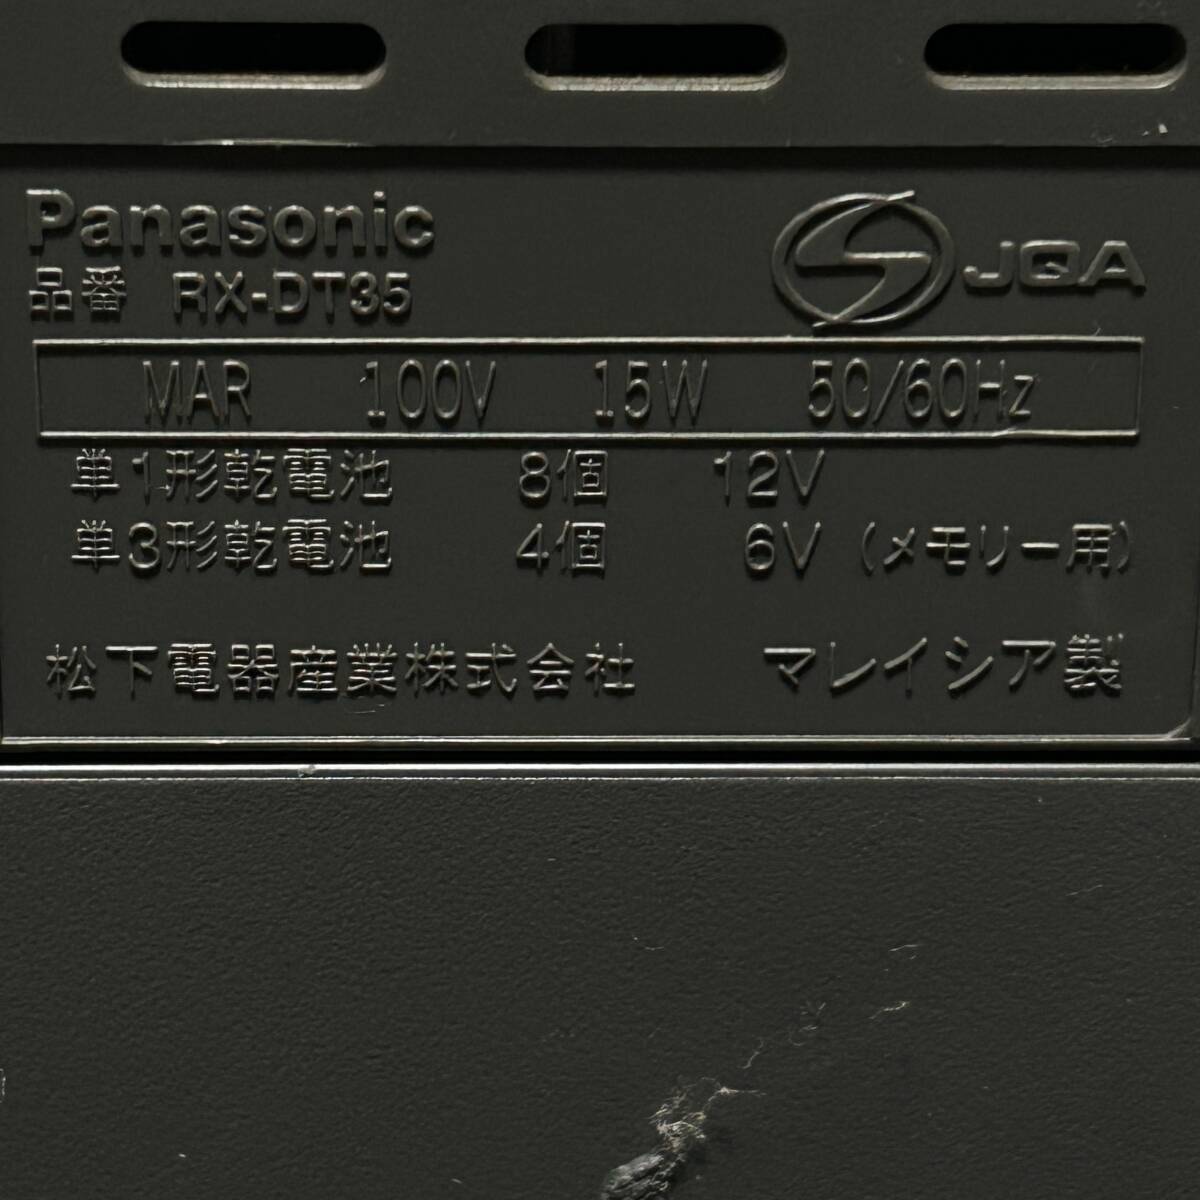 Panasonic
品番 RX-DT35
JQA
MAR 100V 15W 50/60Hz
単1形乾電池 8個 12V
単3形乾電池 4個 6V (メモリー用)
松下電器産業株式会社 マレイシア製